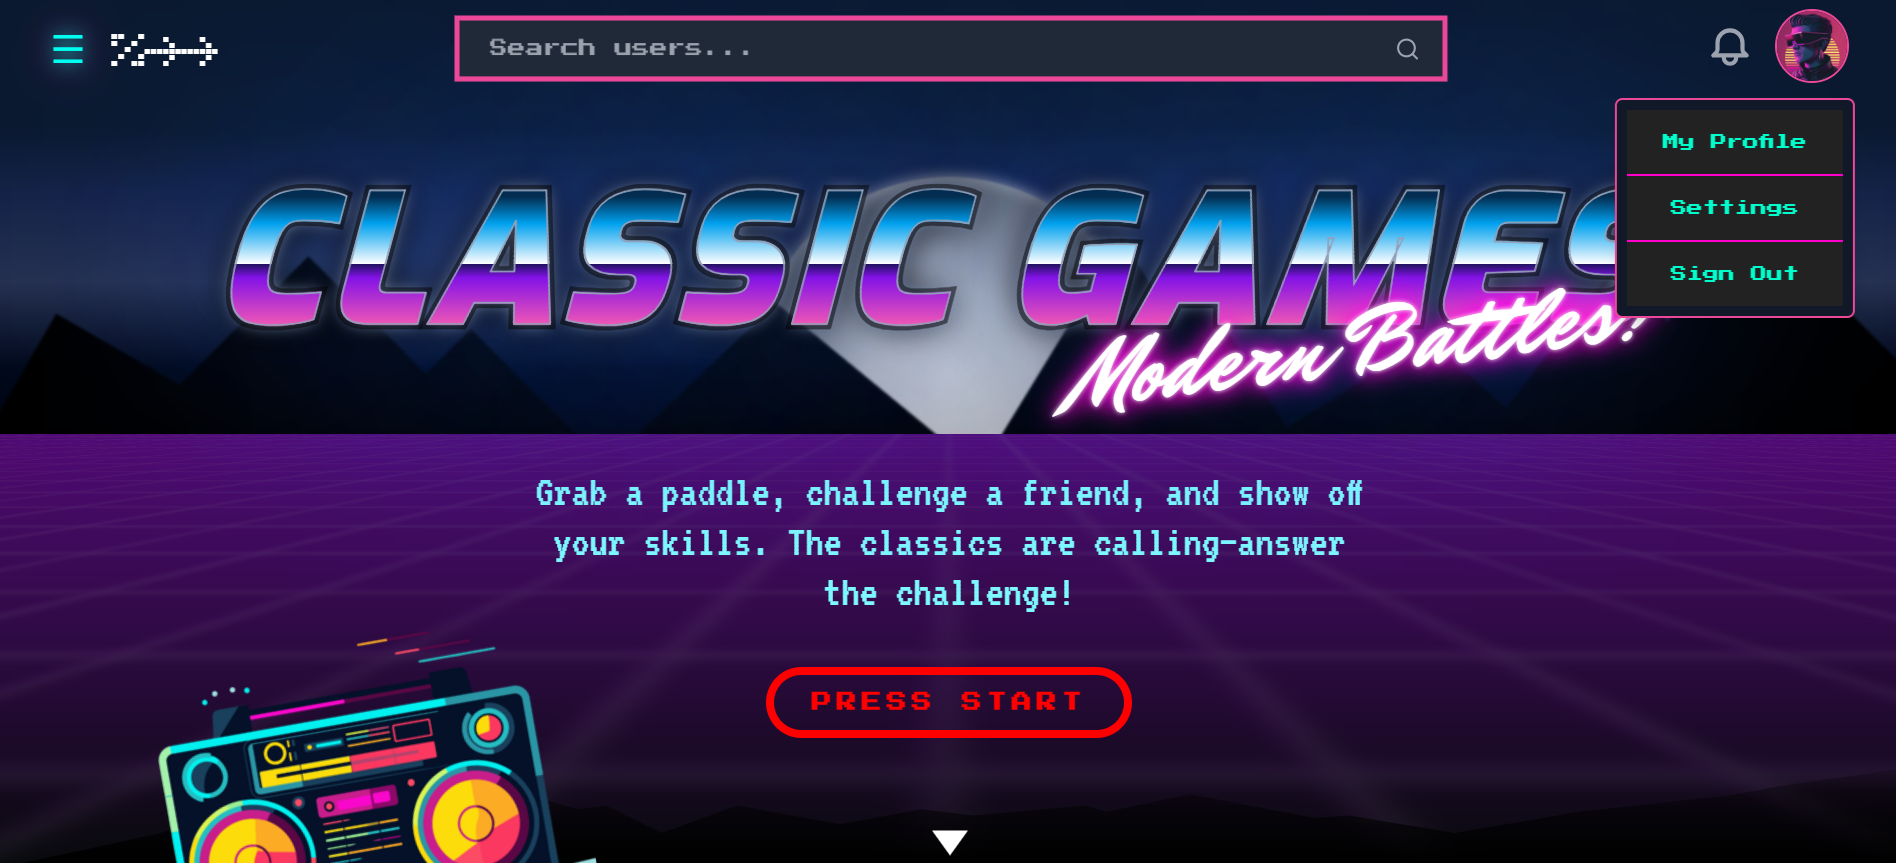 Search users...
My Profile
Settings
Sign Out
CLASSIC GAMES
Modern Battles!
Grab a paddle, challenge a friend, and show off
your skills. The classics are calling-answer
the challenge!
PRESS START